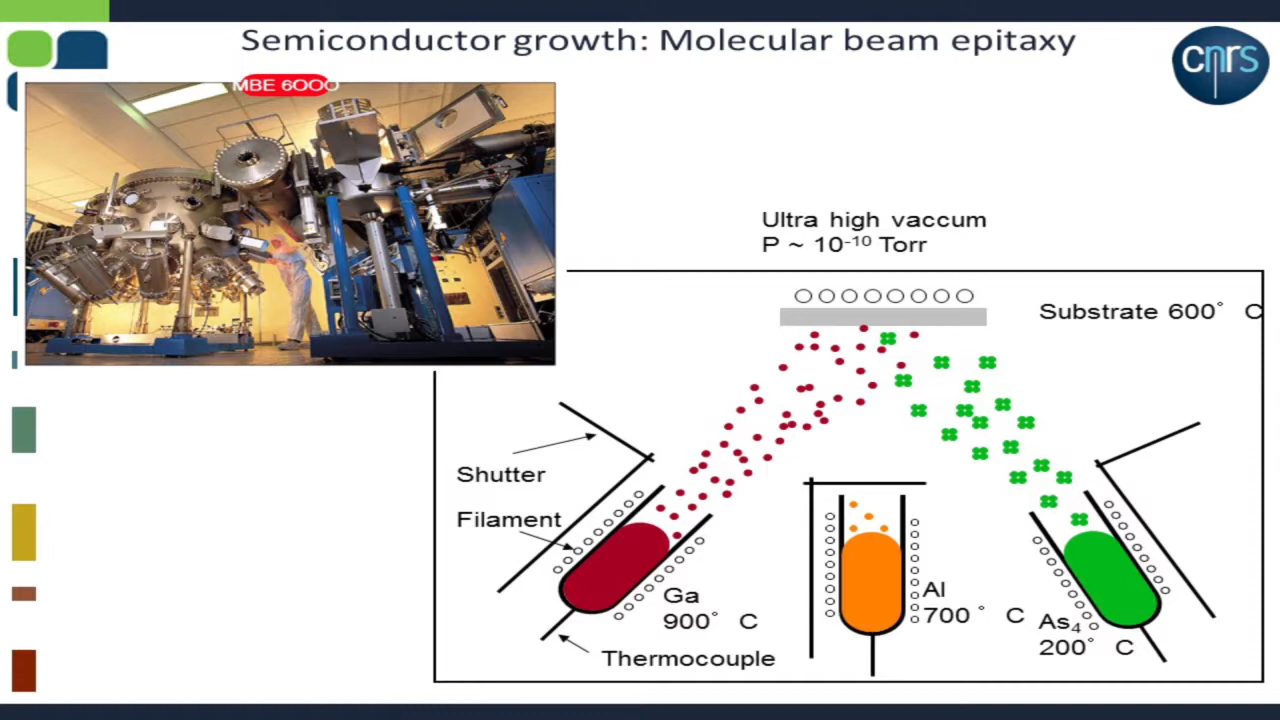 Semiconductor growth: Molecular beam epitaxy
cnrs
MBE 6000
Ultra high vaccum
P ~ 10⁻¹⁰ Torr
Substrate 600° C
Shutter
Filament
Ga
900° C
Al
700 ° C
As₄
200° C
Thermocouple